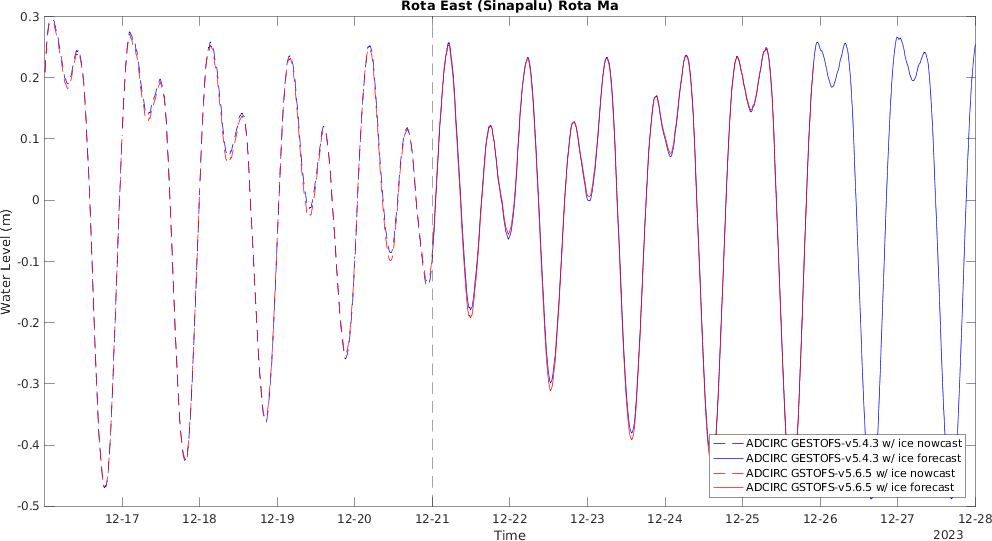 Rota East (Sinapalu) Rota Ma
0.3
0.2
0.1
0
-0.1
-0.2
-0.3
-0.4
-0.5
Water Level (m)
ADCIRC GESTOFS-v5.4.3 w/ ice nowcast
ADCIRC GESTOFS-v5.4.3 w/ ice forecast
ADCIRC GSTOFS-v5.6.5 w/ ice nowcast
ADCIRC GSTOFS-v5.6.5 w/ ice forecast
12-17 12-18 12-19 12-20 12-21 12-22 12-23 12-24 12-25 12-26 12-27 12-28
Time
2023